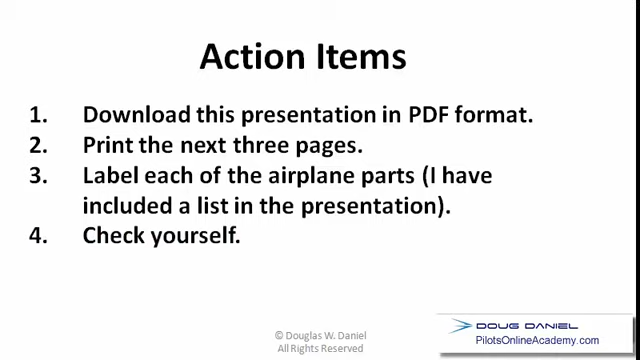 Action Items
1. Download this presentation in PDF format.
2. Print the next three pages.
3. Label each of the airplane parts (I have
included a list in the presentation).
4. Check yourself.
© Douglas W. Daniel
All Rights Reserved
DOUG DANIEL
PilotsOnlineAcademy.com